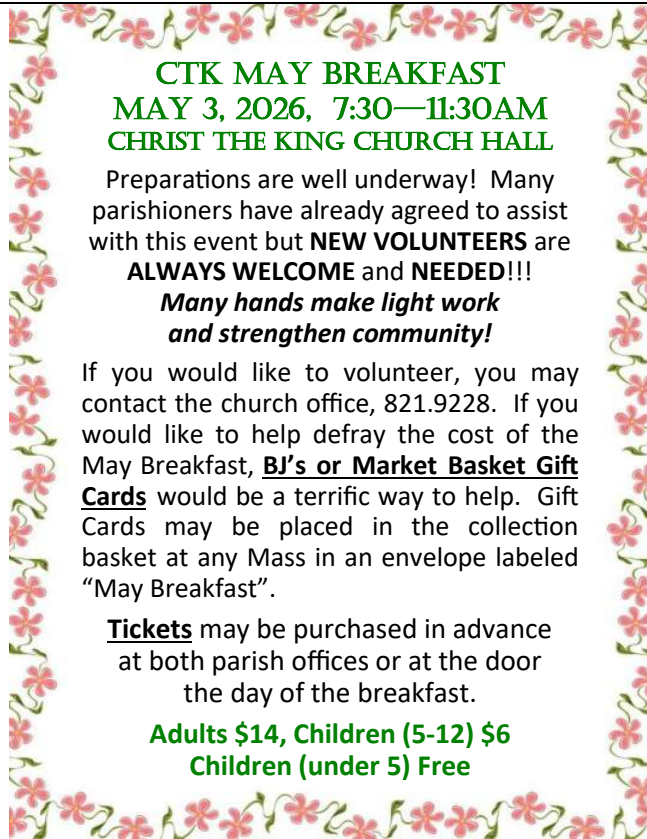 CTK MAY BREAKFAST
MAY 3, 2026,  7:30—11:30AM
CHRIST THE KING CHURCH HALL
Preparations are well underway!  Many
parishioners have already agreed to assist
with this event but NEW VOLUNTEERS are
ALWAYS WELCOME and NEEDED!!!
Many hands make light work
and strengthen community!
If you would like to volunteer, you may
contact the church office, 821.9228.  If you
would like to help defray the cost of the
May Breakfast, BJ’s or Market Basket Gift
Cards would be a terrific way to help.  Gift
Cards may be placed in the collection
basket at any Mass in an envelope labeled
“May Breakfast”.
Tickets may be purchased in advance
at both parish offices or at the door
the day of the breakfast.
Adults $14, Children (5-12) $6
Children (under 5) Free